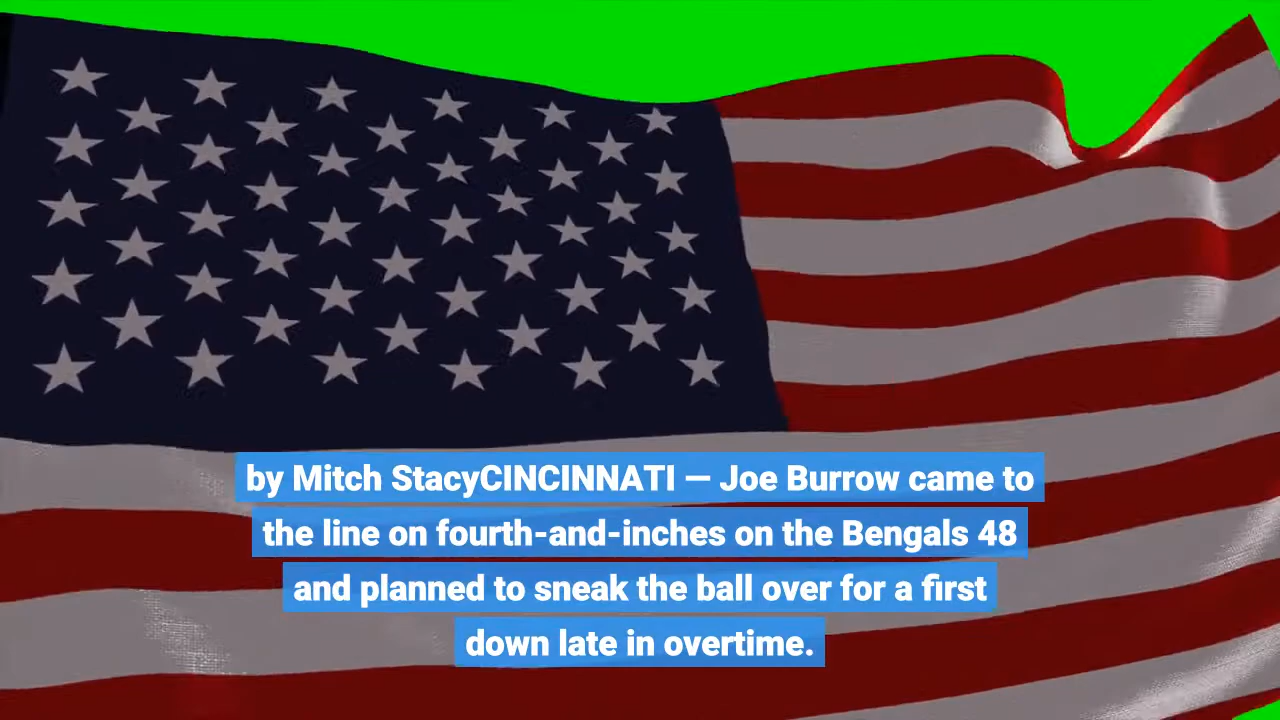 by Mitch StacyCINCINNATI — Joe Burrow came to
the line on fourth-and-inches on the Bengals 48
and planned to sneak the ball over for a first
down late in overtime.